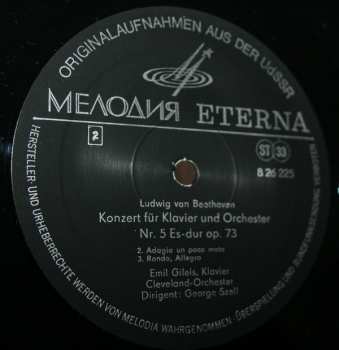 ORIGINALAUFNAHMEN AUS DER UdSSR
МЕЛОДИЯ ETERNA
2
ST 33
8 26 225
Ludwig van Beethoven
Konzert für Klavier und Orchester
Nr. 5 Es-dur op. 73
2. Adagio un poco moto
3. Rondo, Allegro
Emil Gilels, Klavier
Cleveland-Orchester
Dirigent: George Szell
HERSTELLER- UND URHEBERRECHTE WERDEN VON MELODIA WAHRGENOMMEN. ÜBERSPIELUNG UND